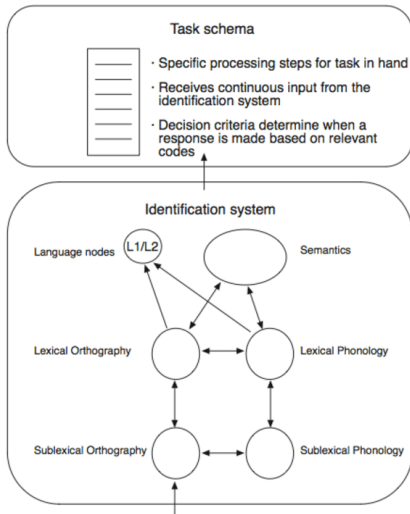 Task schema
· Specific processing steps for task in hand
· Receives continuous input from the
identification system
· Decision criteria determine when a
response is made based on relevant
codes
Identification system
Language nodes
L1/L2
Semantics
Lexical Orthography
Lexical Phonology
Sublexical Orthography
Sublexical Phonology